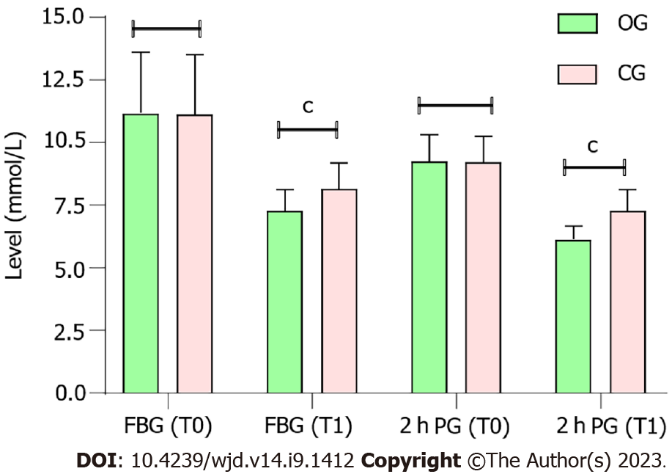 15.0
OG
12.5
CG
c
10.5
c
7.5
5.0
2.5
0.0
Level (mmol/L)
FBG (T0) FBG (T1) 2 h PG (T0) 2 h PG (T1)
DOI: 10.4239/wjd.v14.i9.1412 Copyright ©The Author(s) 2023.